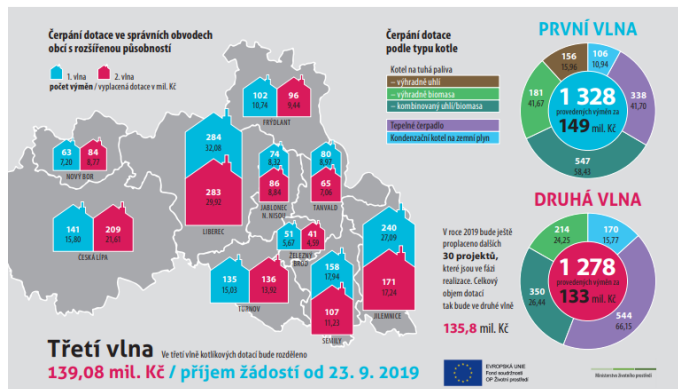 Čerpání dotace ve správních obvodech
obcí s rozšířenou působností
1. vlna
2. vlna
počet výměn / vyplacená dotace v mil. Kč
102
10,74
96
9,44
FRÝDLANT
284
32,08
283
29,92
LIBEREC
74
8,32
86
8,84
JABLONEC
N. NISOU
80
8,97
65
7,06
TANVALD
63
7,20
84
8,77
NOVÝ BOR
141
15,80
209
21,61
ČESKÁ LÍPA
51
5,67
41
4,59
ŽELEZNÝ
BROD
135
15,03
136
13,92
TURNOV
158
17,94
107
11,23
SEMILY
240
27,09
171
17,24
JILEMNICE
Čerpání dotace
podle typu kotle
Kotel na tuhá paliva
– výhradně uhlí
– výhradně biomasa
– kombinovaný uhlí/biomasa
Tepelné čerpadlo
Kondenzační kotel na zemní plyn
PRVNÍ VLNA
156
15,96
106
10,94
181
41,67
338
41,70
547
58,43
1 328
provedených výměn za
149 mil. Kč
DRUHÁ VLNA
214
24,25
170
15,77
350
26,44
544
66,15
1 278
provedených výměn za
133 mil. Kč
V roce 2019 bude ještě
proplaceno dalších
30 projektů,
které jsou ve fázi
realizace. Celkový
objem dotací
tak bude ve druhé vlně
135,8 mil. Kč
Třetí vlna Ve třetí vlně kotlíkových dotací bude rozděleno
139,08 mil. Kč / příjem žádostí od 23. 9. 2019
EVROPSKÁ UNIE
Fond soudržnosti
OP Životní prostředí
Ministerstvo životního prostředí